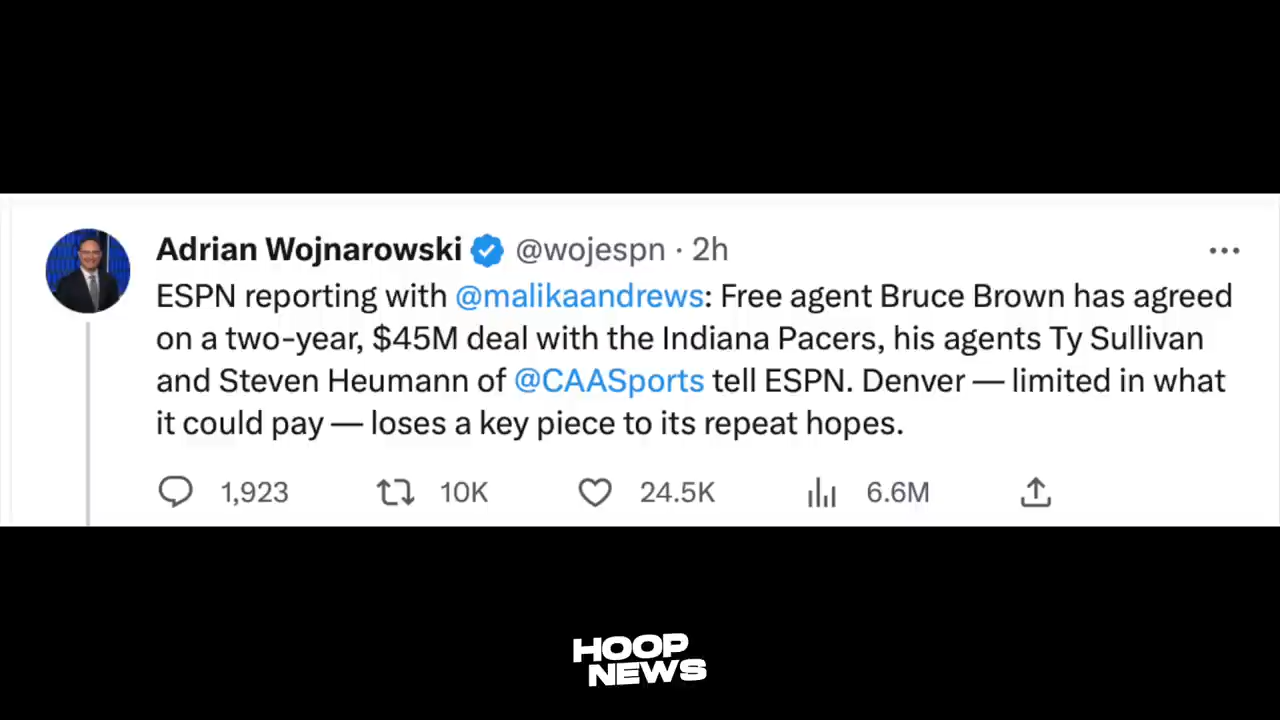 Adrian Wojnarowski @wojespn · 2h
ESPN reporting with @malikaandrews: Free agent Bruce Brown has agreed
on a two-year, $45M deal with the Indiana Pacers, his agents Ty Sullivan
and Steven Heumann of @CAASports tell ESPN. Denver — limited in what
it could pay — loses a key piece to its repeat hopes.
1,923 10K 24.5K 6.6M
HOOP
NEWS